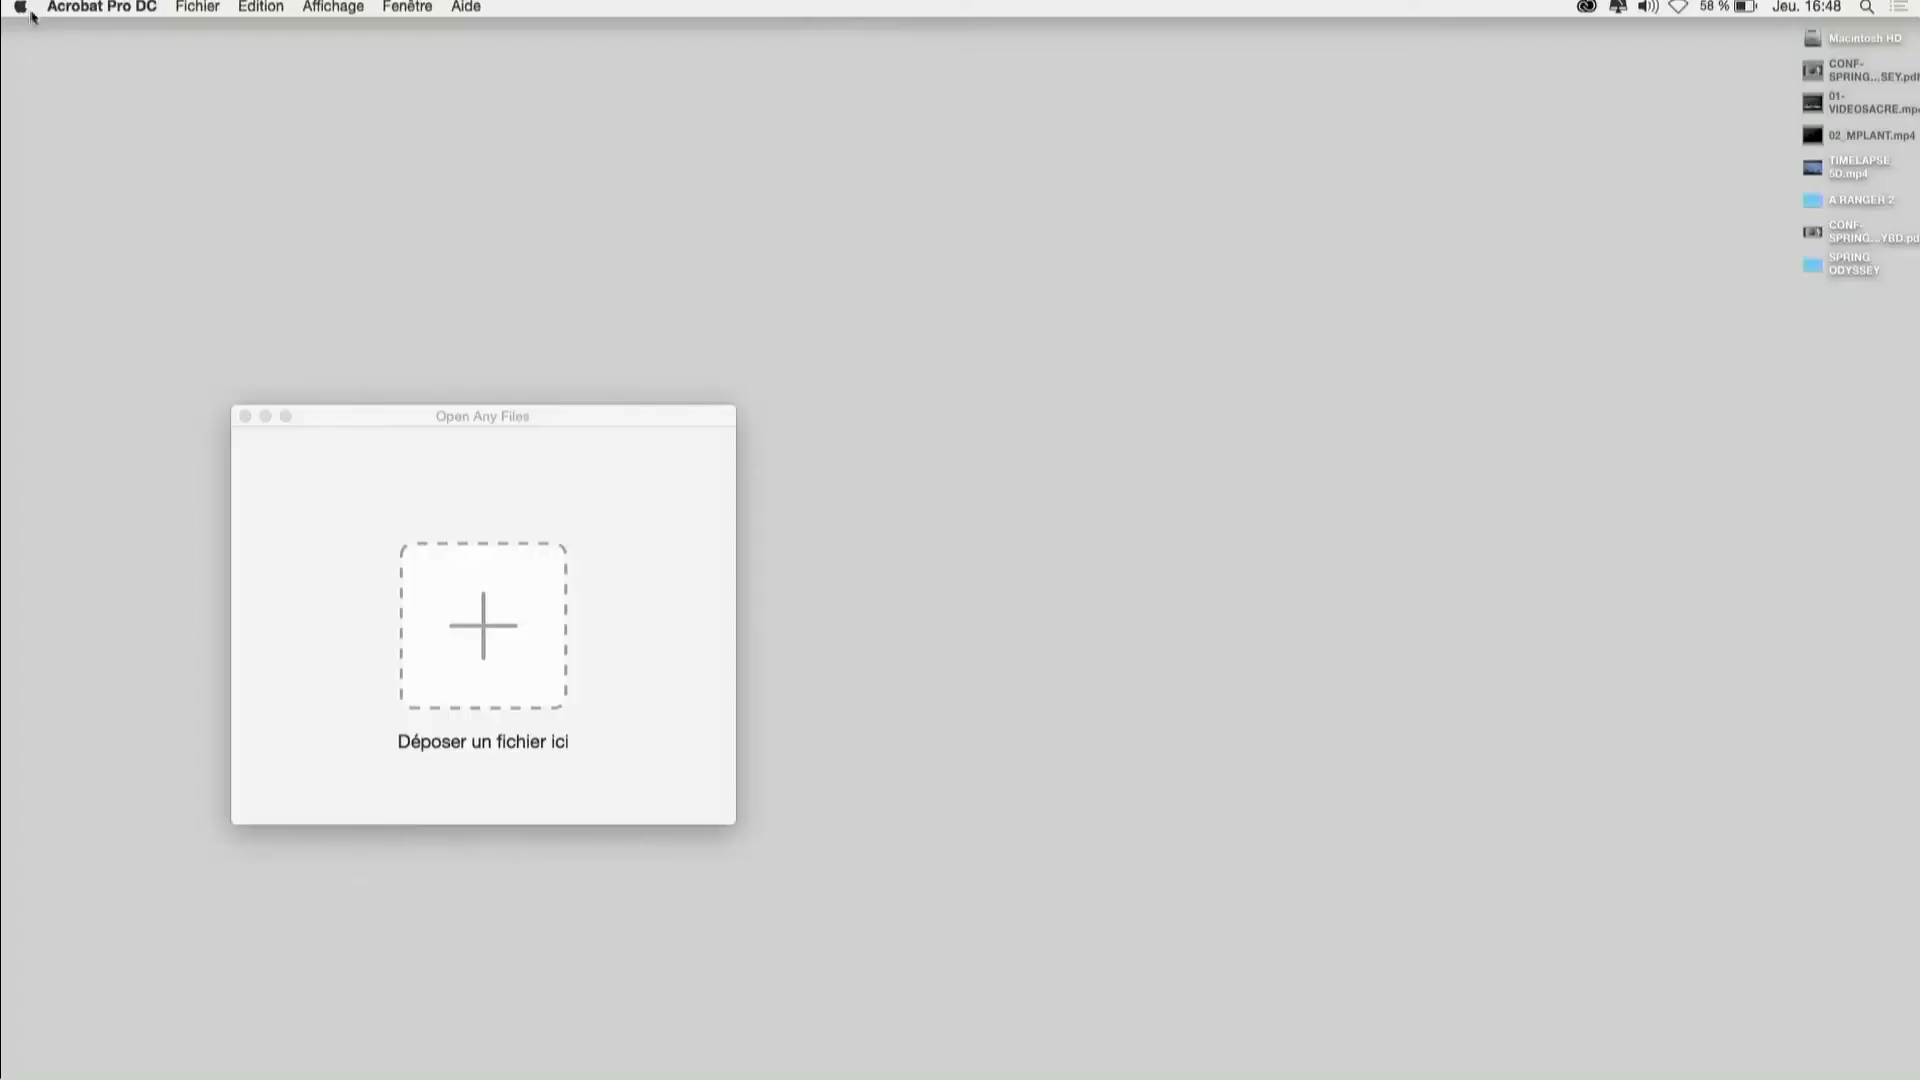 Acrobat Pro DC Fichier Edition Affichage Fenêtre Aide 58 % Jeu. 16:48
Macintosh HD
CONF-
SPRING...SEY.pdf
01-
VIDEOSACRE.mp4
02_MPLANT.mp4
TIMELAPSE
5D.mp4
A RANGER 2
CONF-
SPRING...YBD.pd
SPRING
ODYSSEY
Open Any Files
Déposer un fichier ici